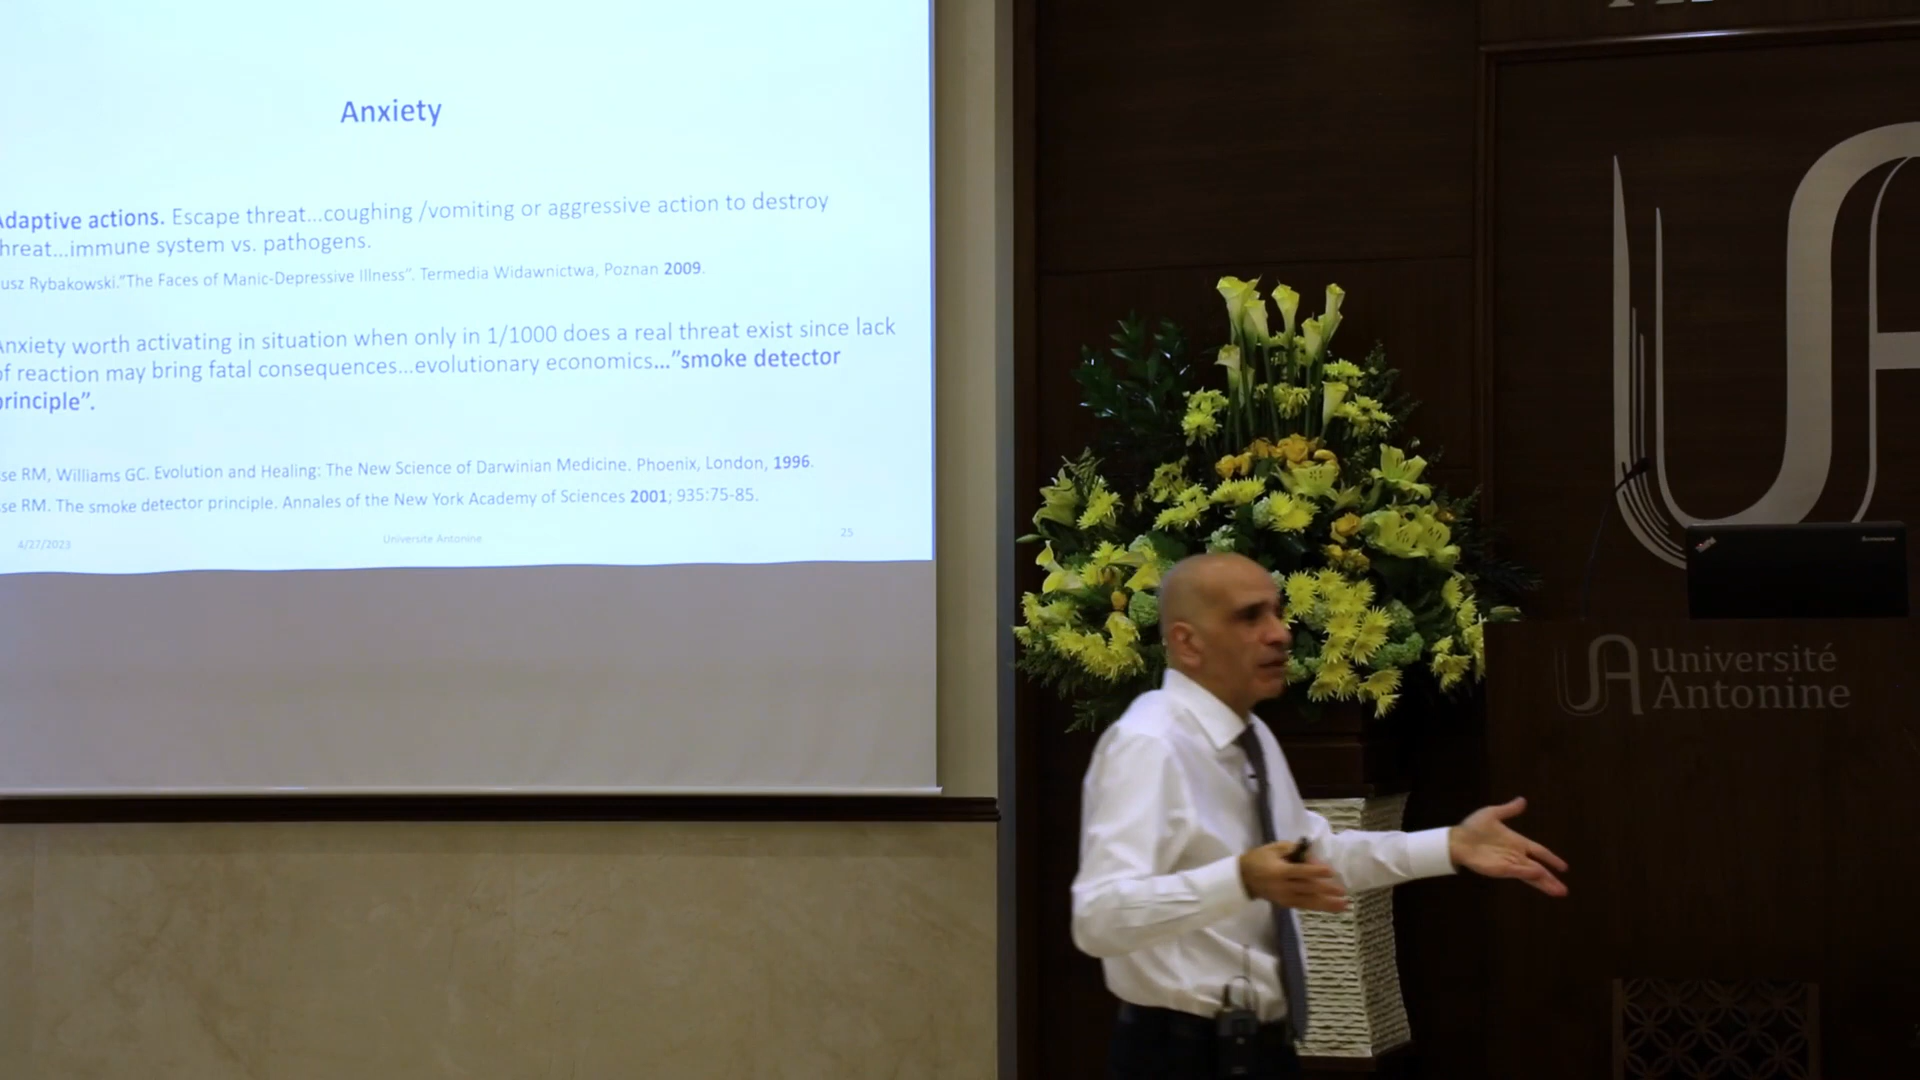 Anxiety
Adaptive actions. Escape threat...coughing /vomiting or aggressive action to destroy
threat...immune system vs. pathogens.
usz Rybakowski."The Faces of Manic-Depressive Illness". Termedia Widawnictwa, Poznan 2009.
Anxiety worth activating in situation when only in 1/1000 does a real threat exist since lack
of reaction may bring fatal consequences...evolutionary economics..."smoke detector
principle".
se RM, Williams GC. Evolution and Healing: The New Science of Darwinian Medicine. Phoenix, London, 1996.
se RM. The smoke detector principle. Annales of the New York Academy of Sciences 2001; 935:75-85.
4/27/2023
Universite Antonine
25
UA
Lenovo
UA Université
Antonine